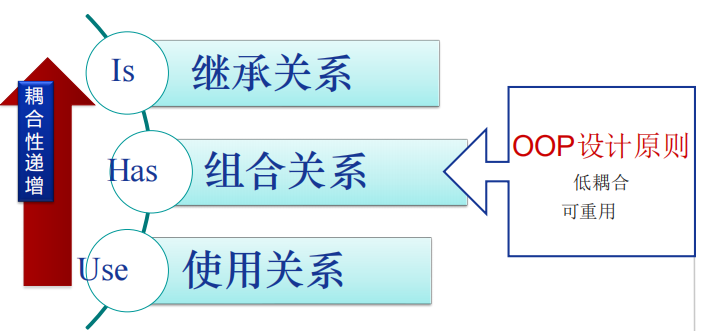 耦合性递增
Is
继承关系
Has
组合关系
Use
使用关系
OOP设计原则
低耦合
可重用